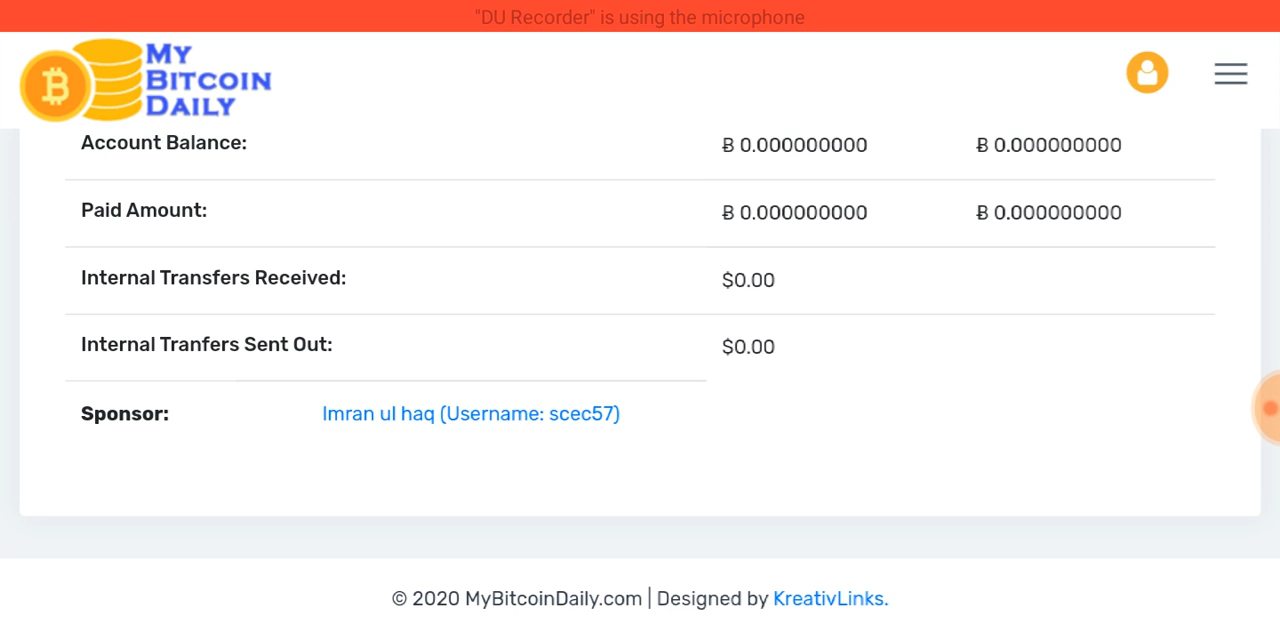 "DU Recorder" is using the microphone
MY
BITCOIN
DAILY
Account Balance: Ƀ 0.000000000 Ƀ 0.000000000
Paid Amount: Ƀ 0.000000000 Ƀ 0.000000000
Internal Transfers Received: $0.00
Internal Tranfers Sent Out: $0.00
Sponsor: Imran ul haq (Username: scec57)
© 2020 MyBitcoinDaily.com | Designed by KreativLinks.